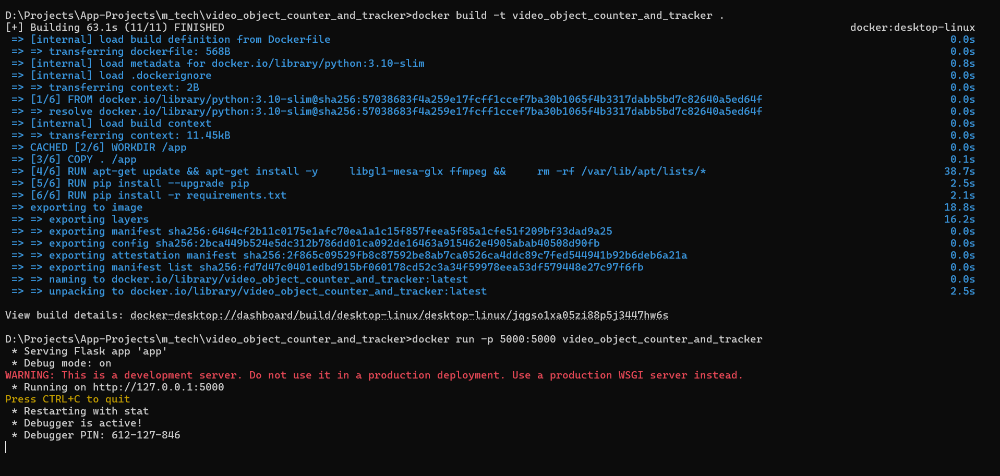 D:\Projects\App-Projects\m_tech\video_object_counter_and_tracker>docker build -t video_object_counter_and_tracker .
[+] Building 63.1s (11/11) FINISHED docker:desktop-linux
=> [internal] load build definition from Dockerfile 0.0s
=> => transferring dockerfile: 568B 0.0s
=> [internal] load metadata for docker.io/library/python:3.10-slim 0.8s
=> [internal] load .dockerignore 0.0s
=> => transferring context: 2B 0.0s
=> [1/6] FROM docker.io/library/python:3.10-slim@sha256:57038683f4a259e17fcff1ccef7ba30b1065f4b3317dabb5bd7c82640a5ed64f 0.0s
=> => resolve docker.io/library/python:3.10-slim@sha256:57038683f4a259e17fcff1ccef7ba30b1065f4b3317dabb5bd7c82640a5ed64f 0.0s
=> [internal] load build context 0.0s
=> => transferring context: 11.45kB 0.0s
=> CACHED [2/6] WORKDIR /app 0.0s
=> [3/6] COPY . /app 0.1s
=> [4/6] RUN apt-get update && apt-get install -y     libgl1-mesa-glx ffmpeg &&     rm -rf /var/lib/apt/lists/* 38.7s
=> [5/6] RUN pip install --upgrade pip 2.5s
=> [6/6] RUN pip install -r requirements.txt 2.1s
=> exporting to image 18.8s
=> => exporting layers 16.2s
=> => exporting manifest sha256:6464cf2b11c0175e1afc70ea1a1c15f857feea5f85a1cfe51f209bf33dad9a25 0.0s
=> => exporting config sha256:2bca449b524e5dc312b786dd01ca092de16463a915462e4905abab40508d90fb 0.0s
=> => exporting attestation manifest sha256:2f865c09529fb8c87592be8ab7ca0526ca4ddc89c7fed544941b92b6deb6a21a 0.0s
=> => exporting manifest list sha256:fd7d47c0401edbd915bf060178cd52c3a34f59978eea53df579448e27c97f6fb 0.0s
=> => naming to docker.io/library/video_object_counter_and_tracker:latest 0.0s
=> => unpacking to docker.io/library/video_object_counter_and_tracker:latest 2.5s
View build details: docker-desktop://dashboard/build/desktop-linux/desktop-linux/jqgso1xa05zi88p5j3447hw6s
D:\Projects\App-Projects\m_tech\video_object_counter_and_tracker>docker run -p 5000:5000 video_object_counter_and_tracker
* Serving Flask app 'app'
* Debug mode: on
WARNING: This is a development server. Do not use it in a production deployment. Use a production WSGI server instead.
* Running on http://127.0.0.1:5000
Press CTRL+C to quit
* Restarting with stat
* Debugger is active!
* Debugger PIN: 612-127-846